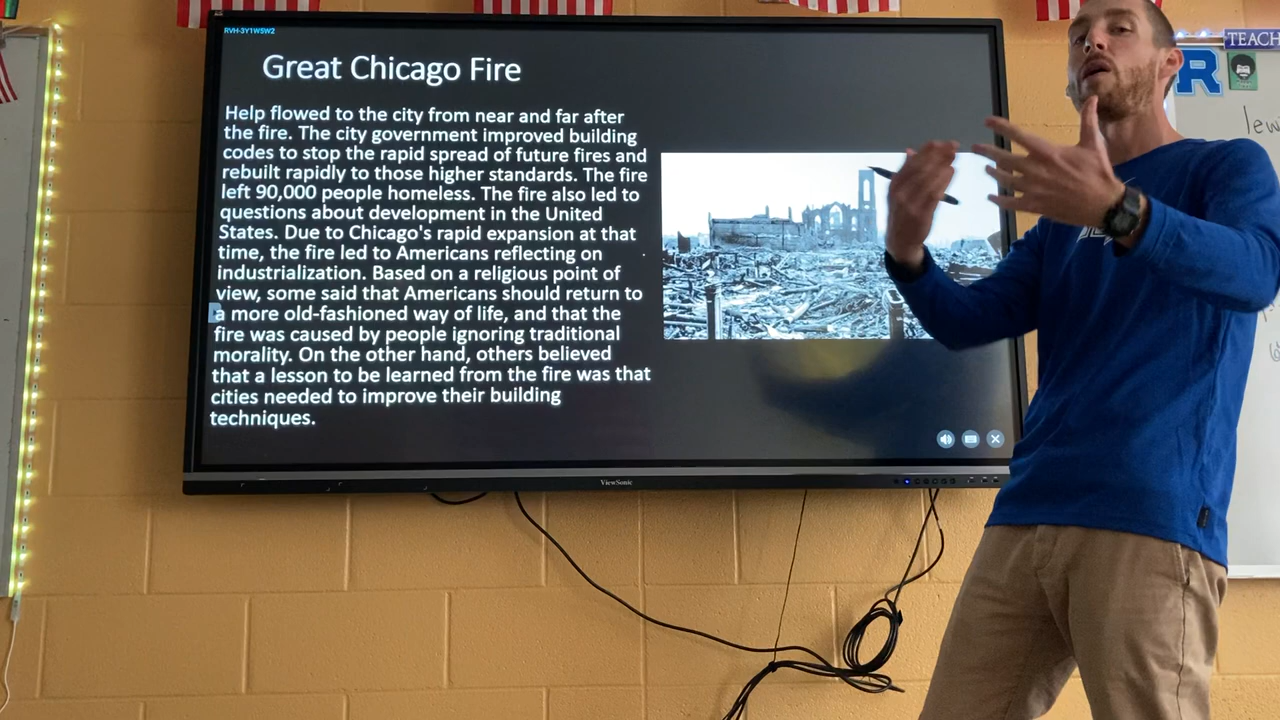 RVH-3Y1W5W2
Great Chicago Fire
Help flowed to the city from near and far after
the fire. The city government improved building
codes to stop the rapid spread of future fires and
rebuilt rapidly to those higher standards. The fire
left 90,000 people homeless. The fire also led to
questions about development in the United
States. Due to Chicago's rapid expansion at that
time, the fire led to Americans reflecting on
industrialization. Based on a religious point of
view, some said that Americans should return to
a more old-fashioned way of life, and that the
fire was caused by people ignoring traditional
morality. On the other hand, others believed
that a lesson to be learned from the fire was that
cities needed to improve their building
techniques.
ViewSonic
TEACH
R